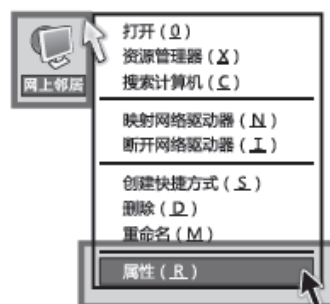 网上邻居
打开(0)
资源管理器(X)
搜索计算机(C)
映射网络驱动器(N)
断开网络驱动器(I)
创建快捷方式(S)
删除(D)
重命名(M)
属性(R)